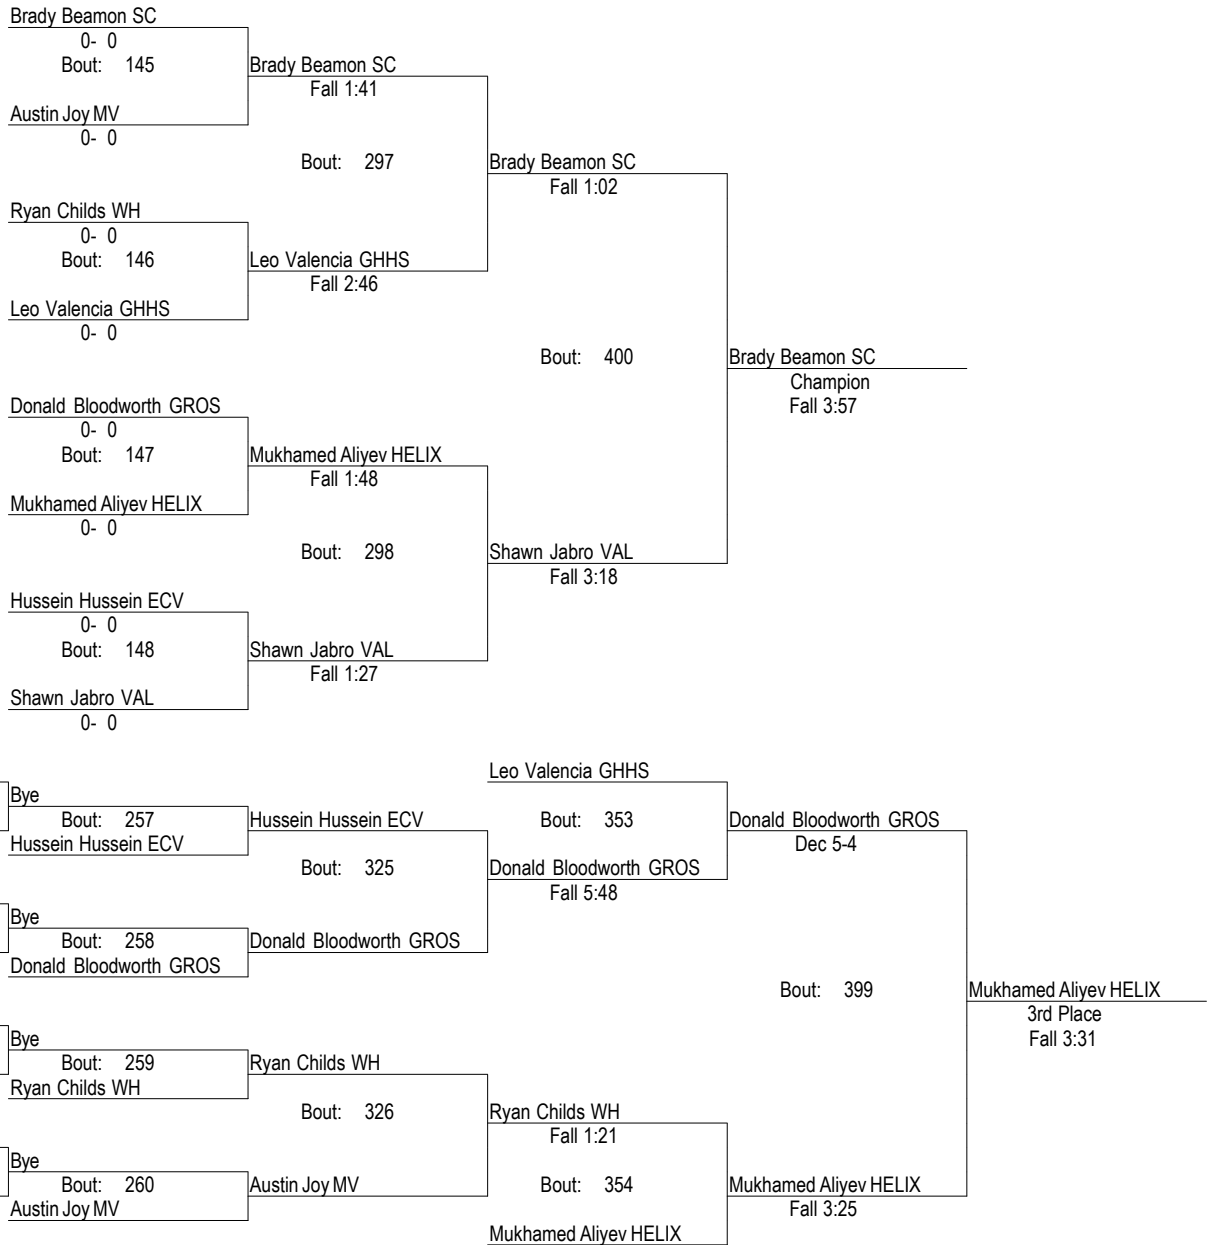 Brady Beamon SC
0- 0
Bout: 145
Brady Beamon SC
Fall 1:41
Austin Joy MV
0- 0
Bout: 297
Brady Beamon SC
Fall 1:02
Ryan Childs WH
0- 0
Bout: 146
Leo Valencia GHHS
Fall 2:46
Leo Valencia GHHS
0- 0
Bout: 400
Brady Beamon SC
Champion
Fall 3:57
Donald Bloodworth GROS
0- 0
Bout: 147
Mukhamed Aliyev HELIX
Fall 1:48
Mukhamed Aliyev HELIX
0- 0
Bout: 298
Shawn Jabro VAL
Fall 3:18
Hussein Hussein ECV
0- 0
Bout: 148
Shawn Jabro VAL
Fall 1:27
Shawn Jabro VAL
0- 0
Leo Valencia GHHS
Bye
Bout: 257
Hussein Hussein ECV
Bout: 353
Donald Bloodworth GROS
Dec 5-4
Hussein Hussein ECV
Bout: 325
Donald Bloodworth GROS
Fall 5:48
Bye
Bout: 258
Donald Bloodworth GROS
Donald Bloodworth GROS
Bout: 399
Mukhamed Aliyev HELIX
3rd Place
Fall 3:31
Bye
Bout: 259
Ryan Childs WH
Ryan Childs WH
Bout: 326
Ryan Childs WH
Fall 1:21
Bye
Bout: 260
Austin Joy MV
Bout: 354
Mukhamed Aliyev HELIX
Fall 3:25
Austin Joy MV
Mukhamed Aliyev HELIX